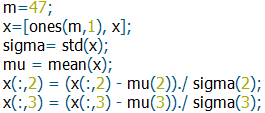 m=47;
x=[ones(m,1), x];
sigma= std(x);
mu = mean(x);
x(:,2) = (x(:,2) - mu(2))./ sigma(2);
x(:,3) = (x(:,3) - mu(3))./ sigma(3);